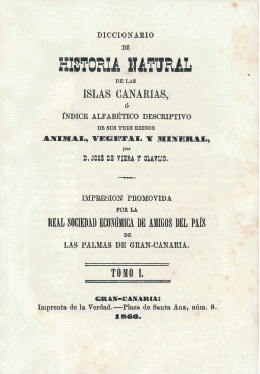 DICCIONARIO
DE
HISTORIA NATURAL
DE LAS
ISLAS CANARIAS,
ó
ÍNDICE ALFABÉTICO DESCRIPTIVO
DE SUS TRES REINOS
ANIMAL, VEGETAL Y MINERAL,
por
D. JOSÉ DE VIERA Y CLAVIJO.
IMPRESION PROMOVIDA
POR LA
REAL SOCIEDAD ECONÓMICA DE AMIGOS DEL PAÍS
DE
LAS PALMAS DE GRAN-CANARIA.
TOMO I.
GRAN-CANARIA:
Imprenta de la Verdad.—Plaza de Santa Ana, núm. 8.
1866.